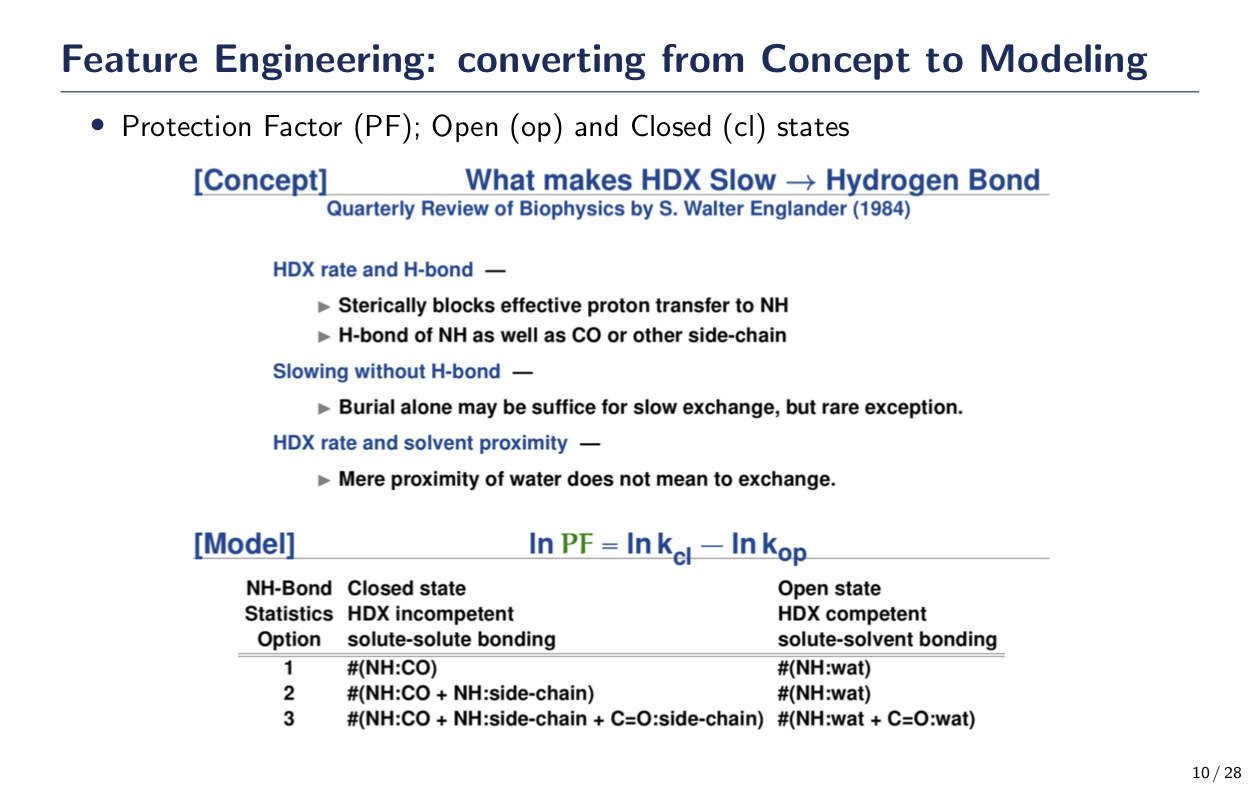 Feature Engineering: converting from Concept to Modeling
• Protection Factor (PF); Open (op) and Closed (cl) states
[Concept] What makes HDX Slow → Hydrogen Bond
Quarterly Review of Biophysics by S. Walter Englander (1984)
HDX rate and H-bond —
▶ Sterically blocks effective proton transfer to NH
▶ H-bond of NH as well as CO or other side-chain
Slowing without H-bond —
▶ Burial alone may be suffice for slow exchange, but rare exception.
HDX rate and solvent proximity —
▶ Mere proximity of water does not mean to exchange.
[Model] ln PF = ln k_cl — ln k_op
NH-Bond Closed state Open state
Statistics HDX incompetent HDX competent
Option solute-solute bonding solute-solvent bonding
1 #(NH:CO) #(NH:wat)
2 #(NH:CO + NH:side-chain) #(NH:wat)
3 #(NH:CO + NH:side-chain + C=O:side-chain) #(NH:wat + C=O:wat)
10 / 28